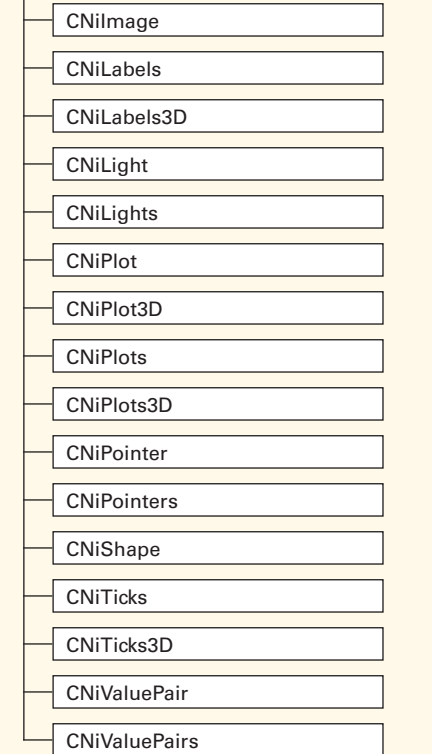 CNiImage
CNiLabels
CNiLabels3D
CNiLight
CNiLights
CNiPlot
CNiPlot3D
CNiPlots
CNiPlots3D
CNiPointer
CNiPointers
CNiShape
CNiTicks
CNiTicks3D
CNiValuePair
CNiValuePairs